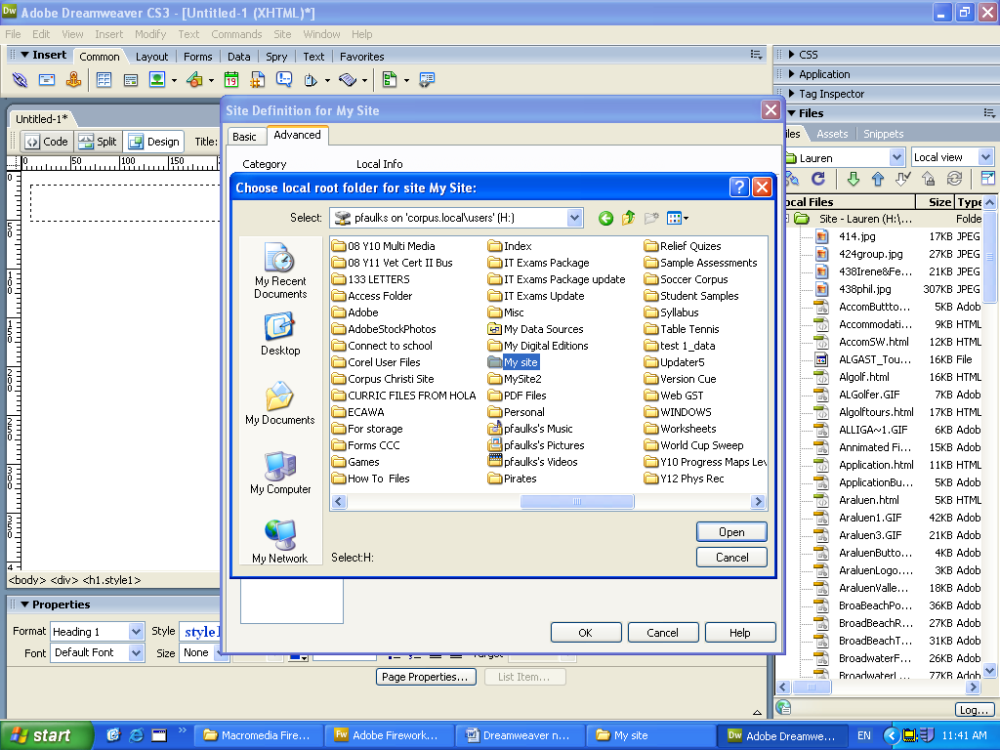 Adobe Dreamweaver CS3 - [Untitled-1 (XHTML)*]
File Edit View Insert Modify Text Commands Site Window Help
Insert Common Layout Forms Data Spry Text Favorites
Untitled-1*
Code Split Design Title:
0 50 100 150
Site Definition for My Site
Basic Advanced
Category Local Info
Choose local root folder for site My Site:
Select: pfaulks on 'corpus.local\users' (H:)
My Recent Documents
Desktop
My Documents
My Computer
My Network
08 Y10 Multi Media
08 Y11 Vet Cert II Bus
133 LETTERS
Access Folder
Adobe
AdobeStockPhotos
Connect to school
Corel User Files
Corpus Christi Site
CURRIC FILES FROM HOLA
ECAWA
For storage
Forms CCC
Games
How To Files
Index
IT Exams Package
IT Exams Package update
IT Exams Update
Misc
My Data Sources
My Digital Editions
My site
MySite2
PDF Files
Personal
pfaulks's Music
pfaulks's Pictures
pfaulks's Videos
Pirates
Relief Quizes
Sample Assessments
Soccer Corpus
Student Samples
Syllabus
Table Tennis
test 1_data
Updater5
Version Cue
Web GST
WINDOWS
Worksheets
World Cup Sweep
Y10 Progress Maps Lev
Y12 Phys Rec
Open
Select:H:
Cancel
OK Cancel Help
<body> <div> <h1.style1>
Properties
Format Heading 1 Style style1
Font Default Font Size None
Page Properties... List Item...
CSS
Application
Tag Inspector
Files
iles Assets Snippets
Lauren Local view
ocal Files Size Type
Site - Lauren (H:\... Folde
414.jpg 17KB JPEG
424group.jpg 27KB JPEG
438Irene&Fe... 21KB JPEG
438phil.jpg 307KB JPEG
AccomButtto... 5KB Adob
Accommodati... 9KB HTML
AccomSW.html 12KB HTML
ALGAST_Tou... 16KB File
Algolf.html 16KB HTML
ALGolfer.GIF 7KB Adob
Algolftours.html 17KB HTML
ALLIGA~1.GIF 6KB Adob
Annimated Fi... 15KB Adob
Application.html 11KB HTML
ApplicationBu... 5KB Adob
Araluen.html 5KB HTML
Araluen1.GIF 42KB Adob
Araluen3.GIF 21KB Adob
AraluenButto... 4KB Adob
AraluenLogo.... 3KB Adob
AraluenValle... 18KB Adob
BroaBeachPo... 36KB Adob
BroadBeachR... 27KB Adob
BroadBeachT... 31KB Adob
BroadwaterF... 26KB Adob
BroadwaterL... 77KB Adob
Log...
start Macromedia Fire... Adobe Firework... Dreamweaver n... My site Adobe Dreamwe... EN 11:41 AM